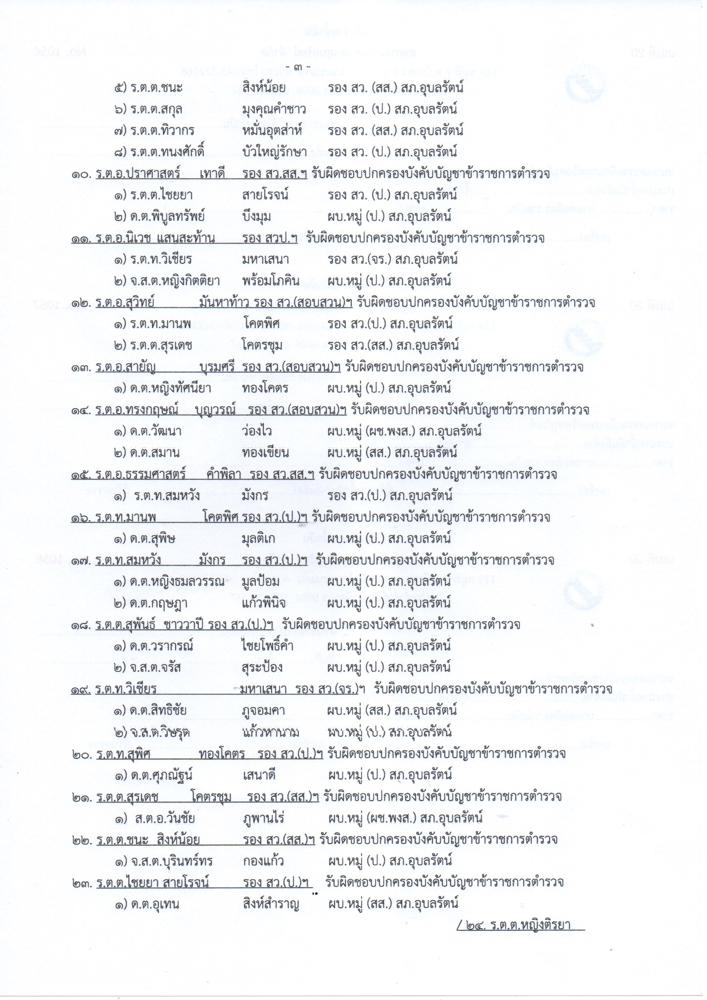 - ๓ -
๕) ร.ต.ต.ชนะ สิงห์น้อย รอง สว. (สส.) สภ.อุบลรัตน์
๖) ร.ต.ต.สกุล มุงคุณคำชาว รอง สว. (ป.) สภ.อุบลรัตน์
๗) ร.ต.ต.ทิวากร หมั่นอุตส่าห์ รอง สว. (สส.) สภ.อุบลรัตน์
๘) ร.ต.ต.ทนงศักดิ์ บัวใหญ่รักษา รอง สว. (ป.) สภ.อุบลรัตน์
๑๐. ร.ต.อ.ปราศาสตร์ เทาดี รอง สว.สส.ฯ รับผิดชอบปกครองบังคับบัญชาข้าราชการตำรวจ
๑) ร.ต.ต.ไชยยา สายโรจน์ รอง สว. (ป.) สภ.อุบลรัตน์
๒) ด.ต.พิบูลทรัพย์ บึงมุม ผบ.หมู่ (ป.) สภ.อุบลรัตน์
๑๑. ร.ต.อ.นิเวช แสนสะท้าน รอง สวป.ฯ รับผิดชอบปกครองบังคับบัญชาข้าราชการตำรวจ
๑) ร.ต.ท.วิเชียร มหาเสนา รอง สว.(จร.) สภ.อุบลรัตน์
๒) จ.ส.ต.หญิงกิตติยา พร้อมโภคิน ผบ.หมู่ (ป.) สภ.อุบลรัตน์
๑๒. ร.ต.อ.สุวิทย์ มันหาท้าว รอง สว.(สอบสวน)ฯ รับผิดชอบปกครองบังคับบัญชาข้าราชการตำรวจ
๑) ร.ต.ท.มานพ โคตพิศ รอง สว.(ป.) สภ.อุบลรัตน์
๒) ร.ต.ต.สุรเดช โคตรชุม รอง สว.(สส.) สภ.อุบลรัตน์
๑๓. ร.ต.อ.สายัญ บุรมศรี รอง สว.(สอบสวน)ฯ รับผิดชอบปกครองบังคับบัญชาข้าราชการตำรวจ
๑) ด.ต.หญิงทัศนียา ทองโคตร ผบ.หมู่ (ป.) สภ.อุบลรัตน์
๑๔. ร.ต.อ.ทรงกฤษณ์ บุญวรณ์ รอง สว.(สอบสวน)ฯ รับผิดชอบปกครองบังคับบัญชาข้าราชการตำรวจ
๑) ด.ต.วัฒนา ว่องไว ผบ.หมู่ (ผช.พงส.) สภ.อุบลรัตน์
๒) ด.ต.สมาน ทองเขียน ผบ.หมู่ (สส.) สภ.อุบลรัตน์
๑๕. ร.ต.อ.ธรรมศาสตร์ คำพิลา รอง สว.สส.ฯ รับผิดชอบปกครองบังคับบัญชาข้าราชการตำรวจ
๑) ร.ต.ท.สมหวัง มังกร รอง สว.(ป.) สภ.อุบลรัตน์
๑๖. ร.ต.ท.มานพ โคตพิศ รอง สว.(ป.)ฯ รับผิดชอบปกครองบังคับบัญชาข้าราชการตำรวจ
๑) ด.ต.สุพิษ มุลติเก ผบ.หมู่ (ป.) สภ.อุบลรัตน์
๑๗. ร.ต.ท.สมหวัง มังกร รอง สว.(ป.)ฯ รับผิดชอบปกครองบังคับบัญชาข้าราชการตำรวจ
๑) ด.ต.หญิงธมลวรรณ มูลป้อม ผบ.หมู่ (ป.) สภ.อุบลรัตน์
๒) ด.ต.กฤษฎา แก้วพินิจ ผบ.หมู่ (ป.) สภ.อุบลรัตน์
๑๘. ร.ต.ต.สุพันธ์ ชาววาปี รอง สว.(ป.)ฯ รับผิดชอบปกครองบังคับบัญชาข้าราชการตำรวจ
๑) ด.ต.วรากรณ์ ไชยโพธิ์คำ ผบ.หมู่ (ป.) สภ.อุบลรัตน์
๒) จ.ส.ต.จรัส สุระป้อง ผบ.หมู่ (ป.) สภ.อุบลรัตน์
๑๙. ร.ต.ท.วิเชียร มหาเสนา รอง สว.(จร.)ฯ รับผิดชอบปกครองบังคับบัญชาข้าราชการตำรวจ
๑) ด.ต.สิทธิชัย ภูจอมคา ผบ.หมู่ (สส.) สภ.อุบลรัตน์
๒) จ.ส.ต.วิษรุต แก้วหานาม ผบ.หมู่ (ป.) สภ.อุบลรัตน์
๒๐. ร.ต.ท.สุพิศ ทองโคตร รอง สว.(ป.)ฯ รับผิดชอบปกครองบังคับบัญชาข้าราชการตำรวจ
๑) ด.ต.ศุภณัฐน์ เสนาดี ผบ.หมู่ (ป.) สภ.อุบลรัตน์
๒๑. ร.ต.ต.สุรเดช โคตรชุม รอง สว.(สส.)ฯ รับผิดชอบปกครองบังคับบัญชาข้าราชการตำรวจ
๑) ส.ต.อ.วันชัย ภูพานไร่ ผบ.หมู่ (ผช.พงส.) สภ.อุบลรัตน์
๒๒. ร.ต.ต.ชนะ สิงห์น้อย รอง สว.(สส.)ฯ รับผิดชอบปกครองบังคับบัญชาข้าราชการตำรวจ
๑) จ.ส.ต.บุรินทร์ทร กองแก้ว ผบ.หมู่ (ป.) สภ.อุบลรัตน์
๒๓. ร.ต.ต.ไชยยา สายโรจน์ รอง สว.(ป.)ฯ รับผิดชอบปกครองบังคับบัญชาข้าราชการตำรวจ
๑) ด.ต.อุเทน สิงห์สำราญ ผบ.หมู่ (สส.) สภ.อุบลรัตน์
/ ๒๔. ร.ต.ต.หญิงติรยา